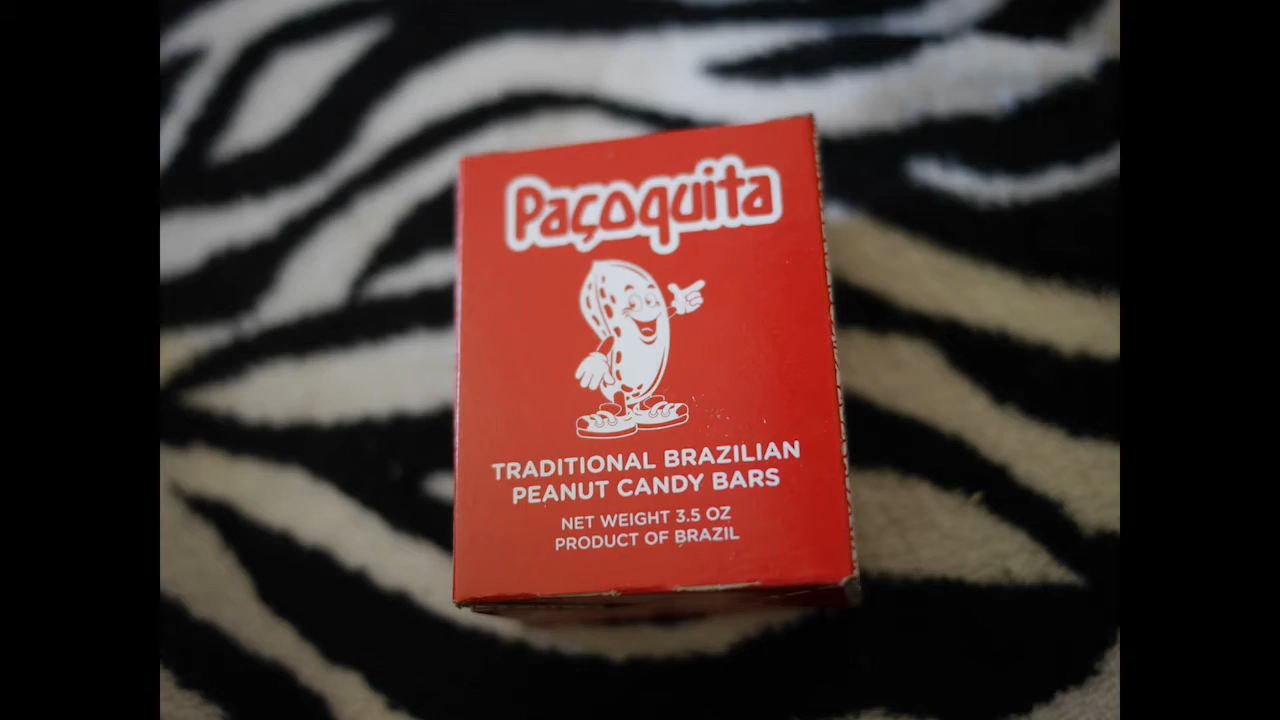 Paçoquita
TRADITIONAL BRAZILIAN
PEANUT CANDY BARS
NET WEIGHT 3.5 OZ
PRODUCT OF BRAZIL